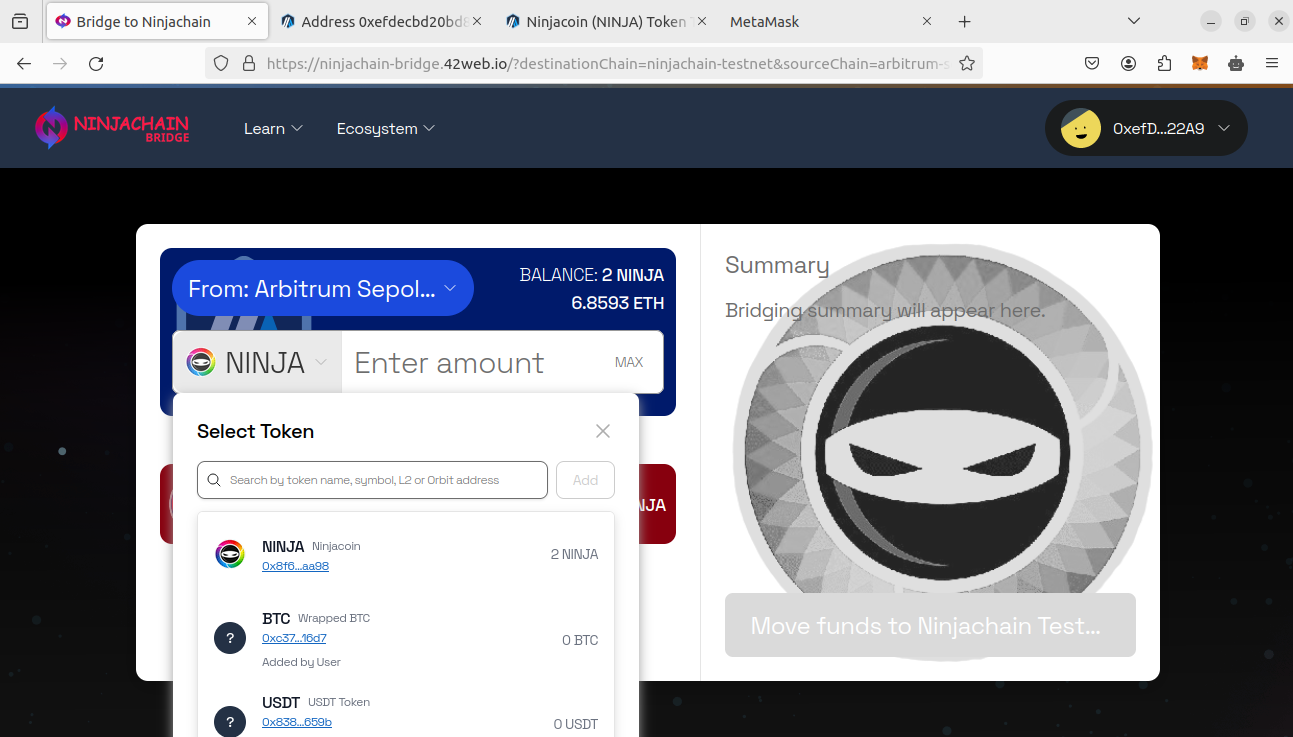 Bridge to Ninjachain
Address 0xefdecbd20bd8
Ninjacoin (NINJA) Token
MetaMask
https://ninjachain-bridge.42web.io/?destinationChain=ninjachain-testnet&sourceChain=arbitrum-s
NINJACHAIN
BRIDGE
Learn
Ecosystem
0xefD...22A9
From: Arbitrum Sepol...
BALANCE: 2 NINJA
6.8593 ETH
NINJA
Enter amount
MAX
Select Token
Search by token name, symbol, L2 or Orbit address
Add
NINJA Ninjacoin
0x8f6...aa98
2 NINJA
BTC Wrapped BTC
?
0xc37...16d7
0 BTC
Added by User
USDT USDT Token
?
0x838...659b
0 USDT
Summary
Bridging summary will appear here.
Move funds to Ninjachain Test...